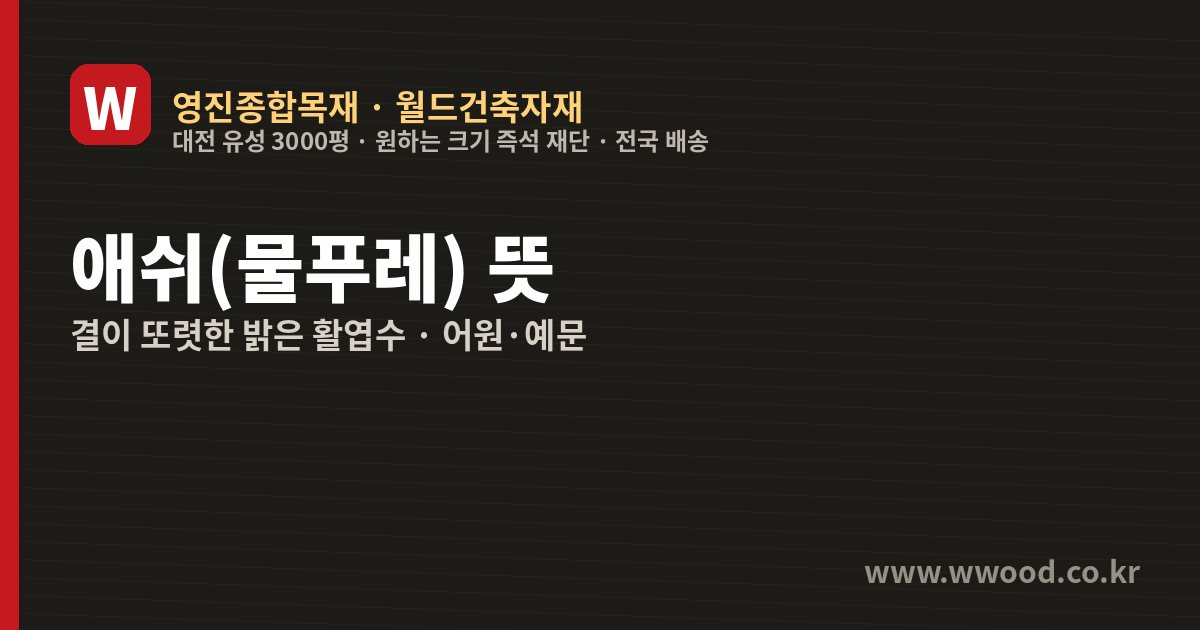 W
영진종합목재 · 월드건축자재
대전 유성 3000평 · 원하는 크기 즉석 재단 · 전국 배송
애쉬(물푸레) 뜻
결이 또렷한 밝은 활엽수 · 어원·예문
www.wwood.co.kr